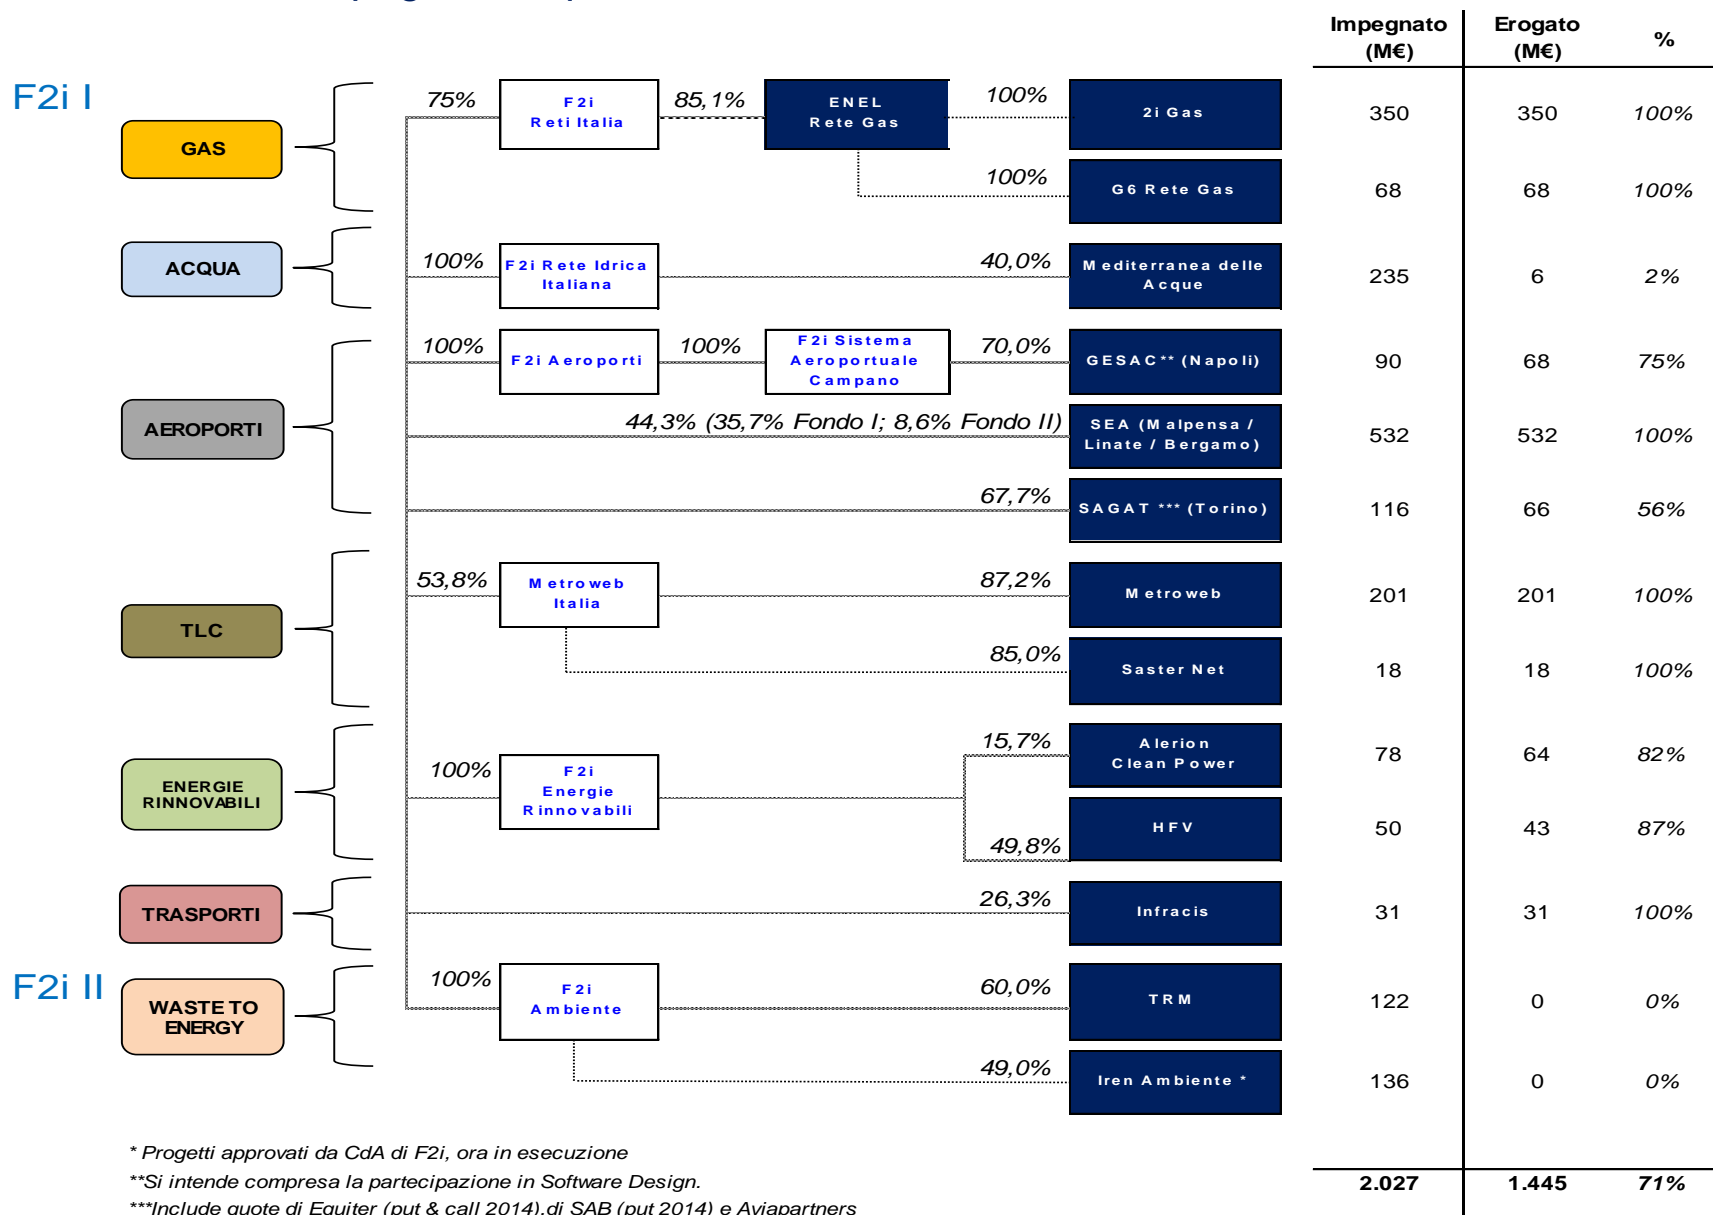 Impegnato
(M€)
Erogato
(M€)
%
F2i I
GAS
75%
F2i
Reti Italia
85,1%
ENEL
Rete Gas
100%
2i Gas
350
350
100%
100%
G6 Rete Gas
68
68
100%
ACQUA
100%
F2i Rete Idrica
Italiana
40,0%
Mediterranea delle
Acque
235
6
2%
AEROPORTI
100%
F2i Aeroporti
100%
F2i Sistema
Aeroportuale
Campano
70,0%
GESAC** (Napoli)
90
68
75%
44,3% (35,7% Fondo I; 8,6% Fondo II)
SEA (Malpensa /
Linate / Bergamo)
532
532
100%
67,7%
SAGAT *** (Torino)
116
66
56%
TLC
53,8%
Metroweb
Italia
87,2%
Metroweb
201
201
100%
85,0%
Saster Net
18
18
100%
ENERGIE
RINNOVABILI
100%
F2i
Energie
Rinnovabili
15,7%
Alerion
Clean Power
78
64
82%
49,8%
HFV
50
43
87%
TRASPORTI
26,3%
Infracis
31
31
100%
F2i II
WASTE TO
ENERGY
100%
F2i
Ambiente
60,0%
TRM
122
0
0%
49,0%
Iren Ambiente *
136
0
0%
* Progetti approvati da CdA di F2i, ora in esecuzione
**Si intende compresa la partecipazione in Software Design.
***Include quote di Equiter (put & call 2014),di SAB (put 2014) e Aviapartners
2.027
1.445
71%